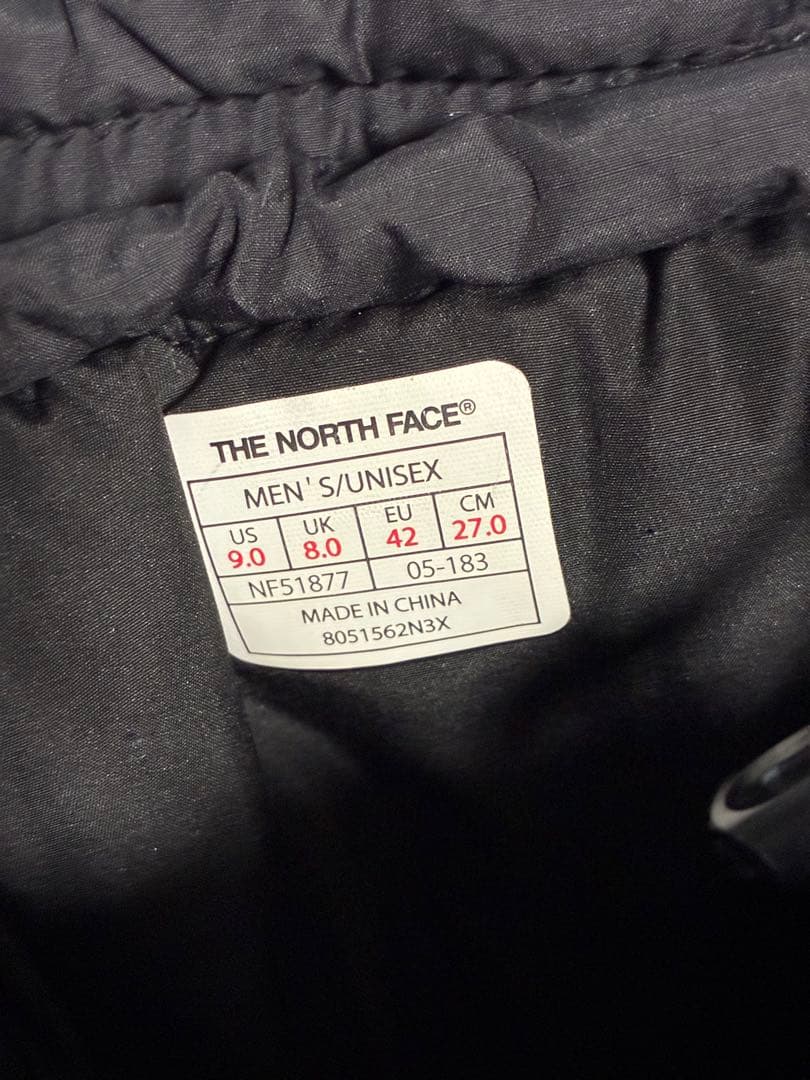 THE NORTH FACE®
MEN'S/UNISEX
US UK EU CM
9.0 8.0 42 27.0
NF51877 05-183
MADE IN CHINA
8051562N3X